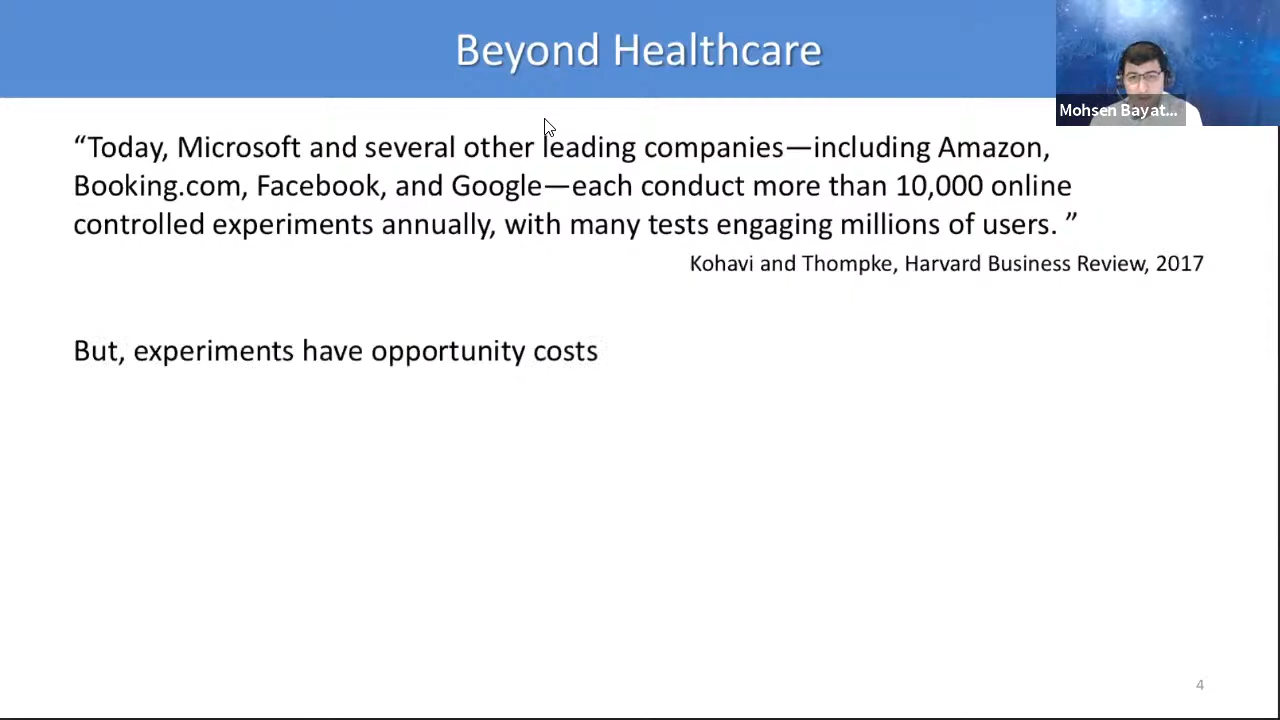 Beyond Healthcare
Mohsen Bayat...
“Today, Microsoft and several other leading companies—including Amazon,
Booking.com, Facebook, and Google—each conduct more than 10,000 online
controlled experiments annually, with many tests engaging millions of users. ”
Kohavi and Thompke, Harvard Business Review, 2017
But, experiments have opportunity costs
4